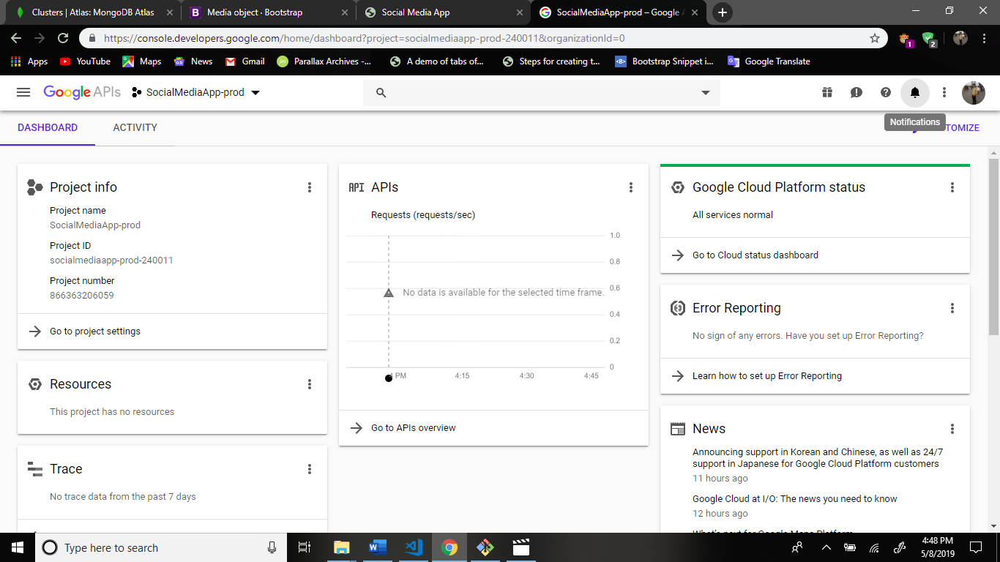 Clusters | Atlas: MongoDB Atlas
Media object · Bootstrap
Social Media App
SocialMediaApp-prod – Google
https://console.developers.google.com/home/dashboard?project=socialmediaapp-prod-240011&organizationId=0
1
2
Apps
YouTube
Maps
News
Gmail
Parallax Archives -...
A demo of tabs of...
Steps for creating t...
Bootstrap Snippet i...
Google Translate
Google APIs
SocialMediaApp-prod
DASHBOARD
ACTIVITY
Notifications
TOMIZE
Project info
Project name
SocialMediaApp-prod
Project ID
socialmediaapp-prod-240011
Project number
866363206059
Go to project settings
Resources
This project has no resources
Trace
No trace data from the past 7 days
API APIs
Requests (requests/sec)
1.0
0.8
0.6
No data is available for the selected time frame.
0.4
0.2
0
PM
4:15
4:30
4:45
Go to APIs overview
Google Cloud Platform status
All services normal
Go to Cloud status dashboard
Error Reporting
No sign of any errors. Have you set up Error Reporting?
Learn how to set up Error Reporting
News
Announcing support in Korean and Chinese, as well as 24/7
support in Japanese for Google Cloud Platform customers
11 hours ago
Google Cloud at I/O: The news you need to know
12 hours ago
What's next for Google Maps Platform
Type here to search
4:48 PM
5/8/2019